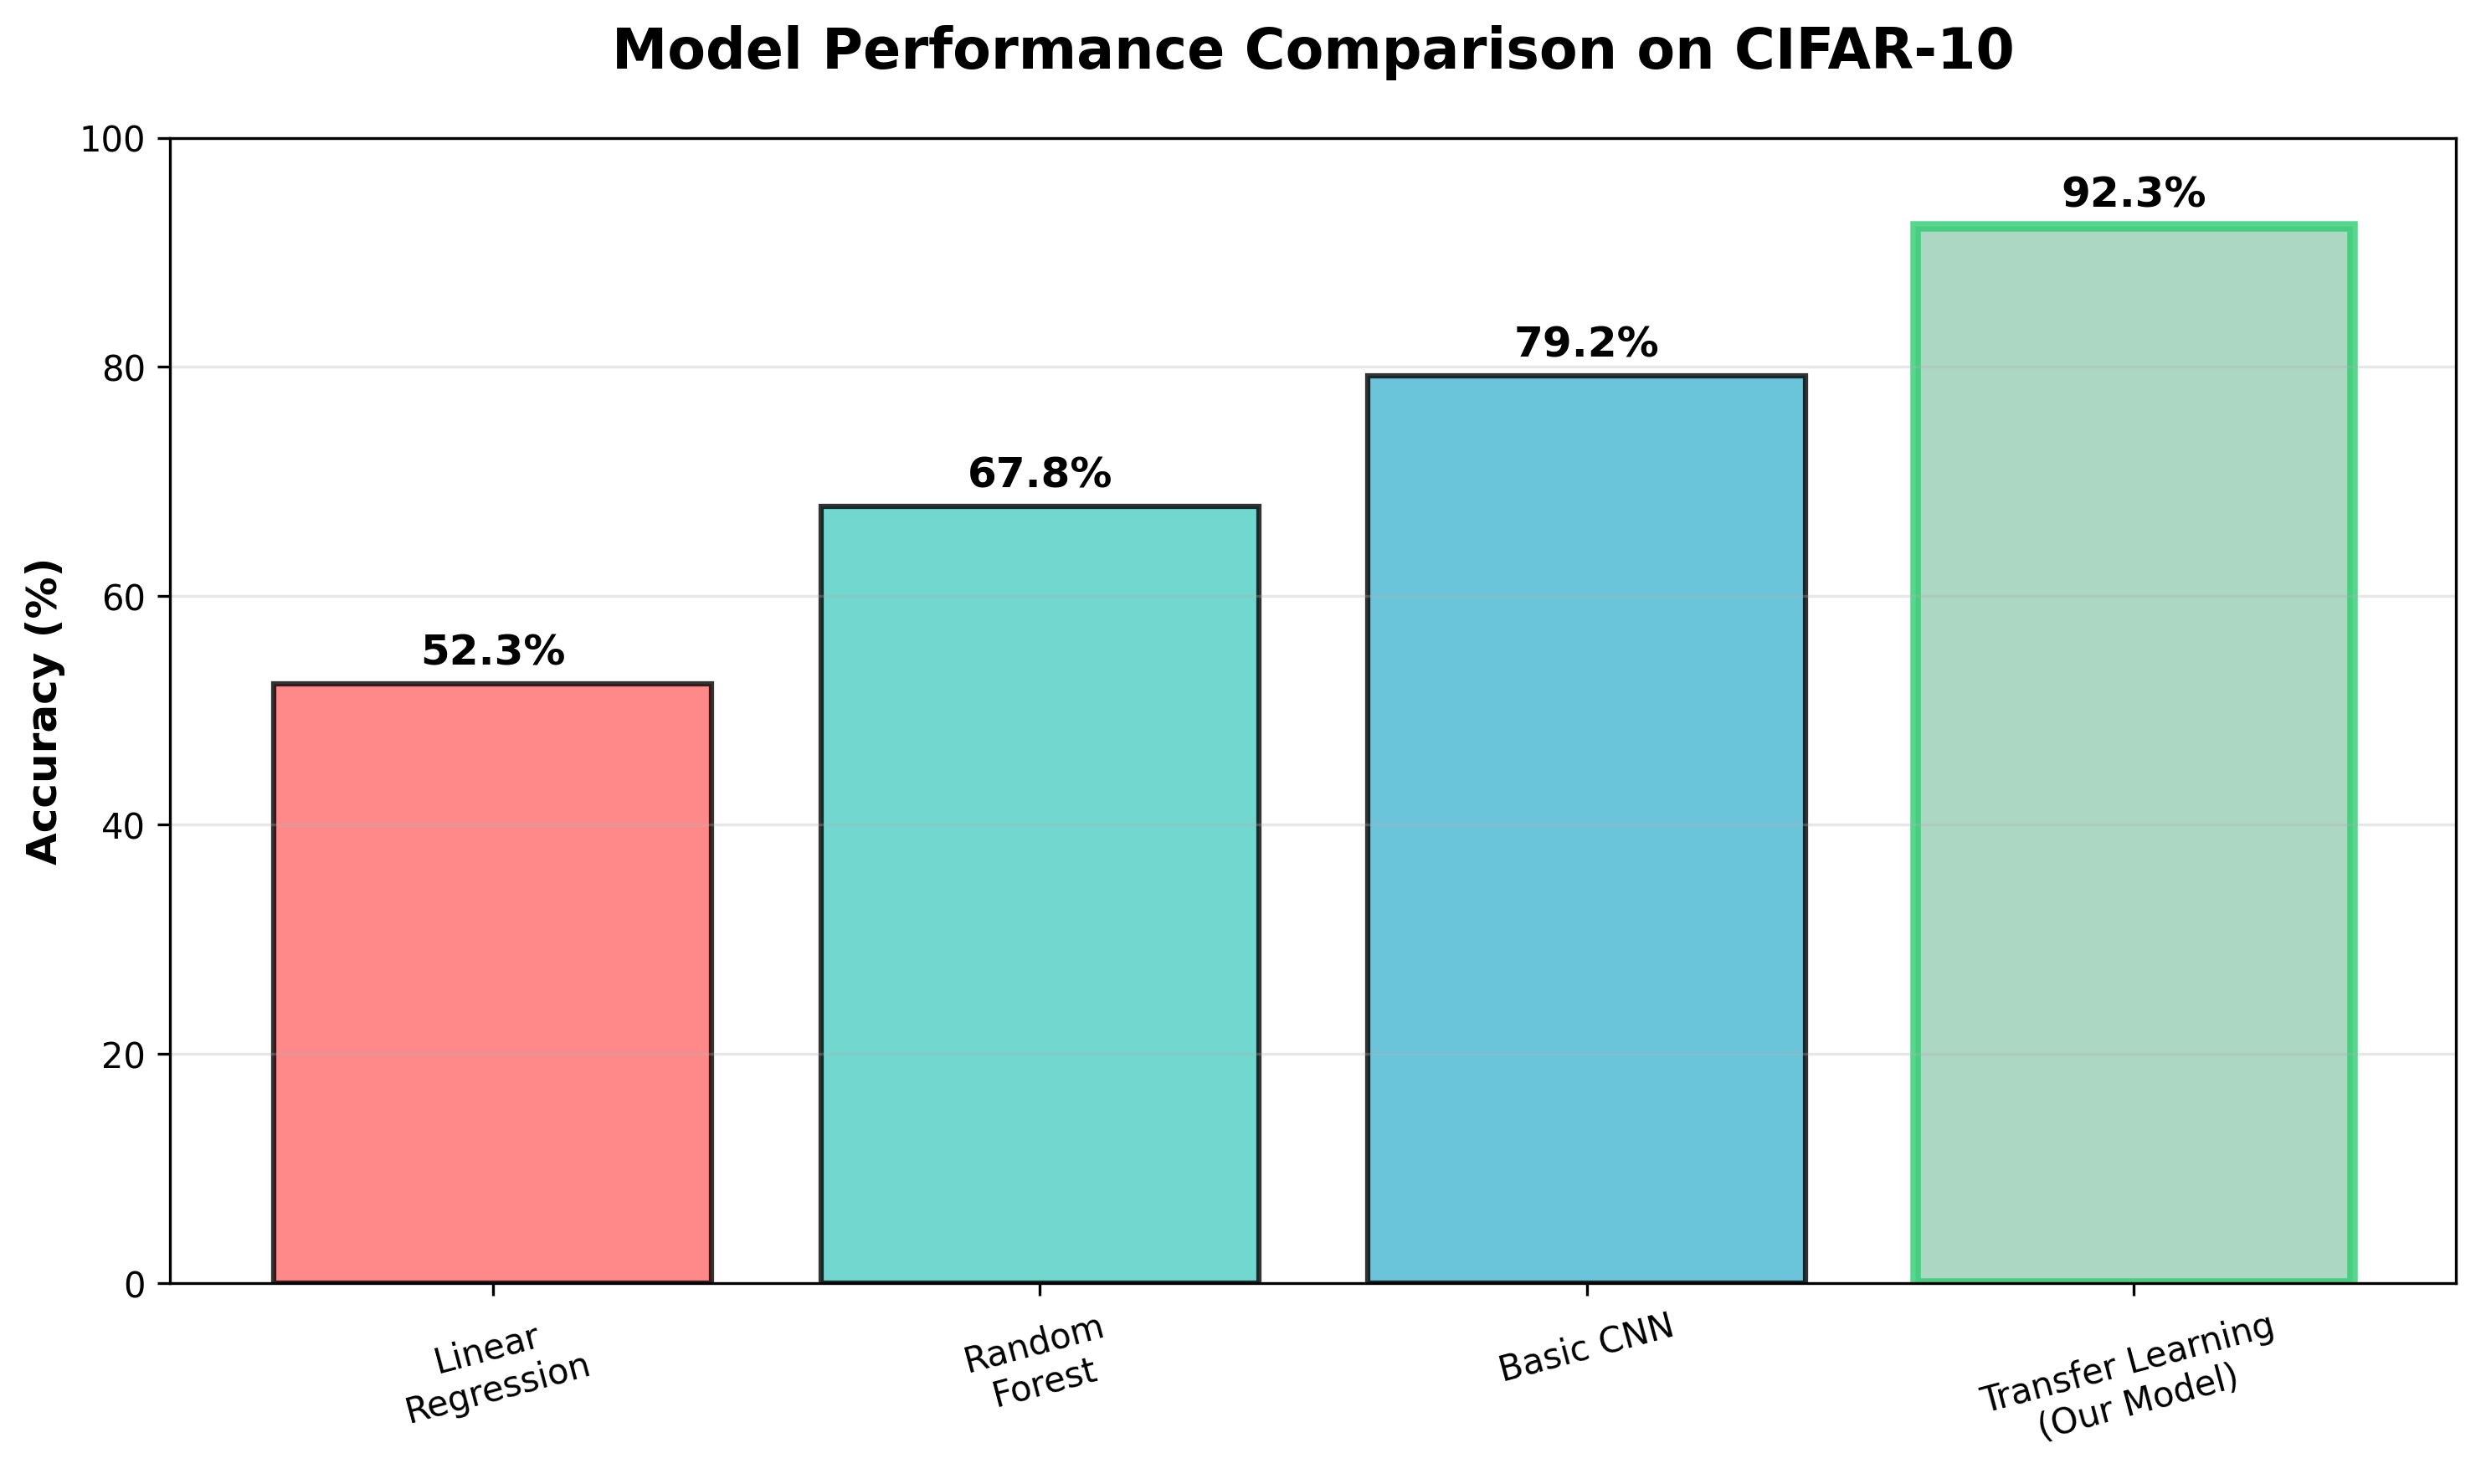 Model Performance Comparison on CIFAR-10
Accuracy (%)
100
80
60
40
20
0
52.3%
67.8%
79.2%
92.3%
Linear
Regression
Random
Forest
Basic CNN
Transfer Learning
(Our Model)